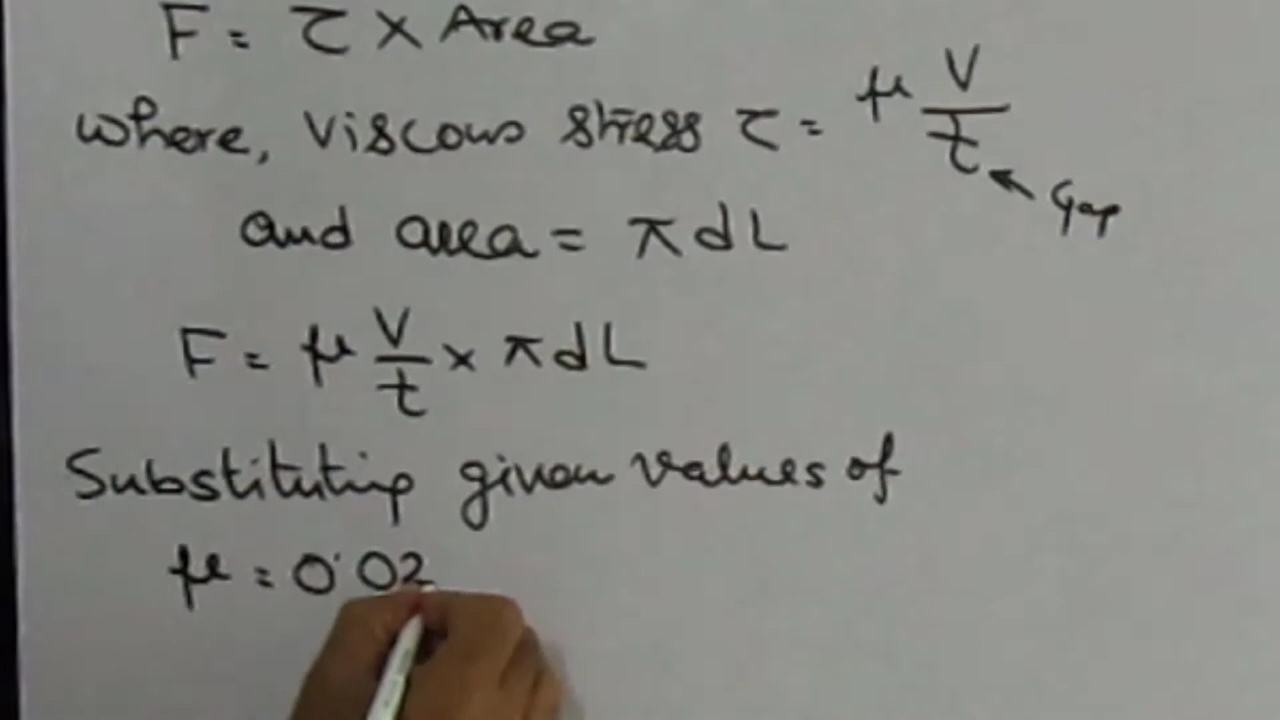 F = τ × Area
where, viscous stress τ = μ V/t ← Gap
and area = π d L
F = μ V/t × π d L
Substituting given values of
μ = 0.02